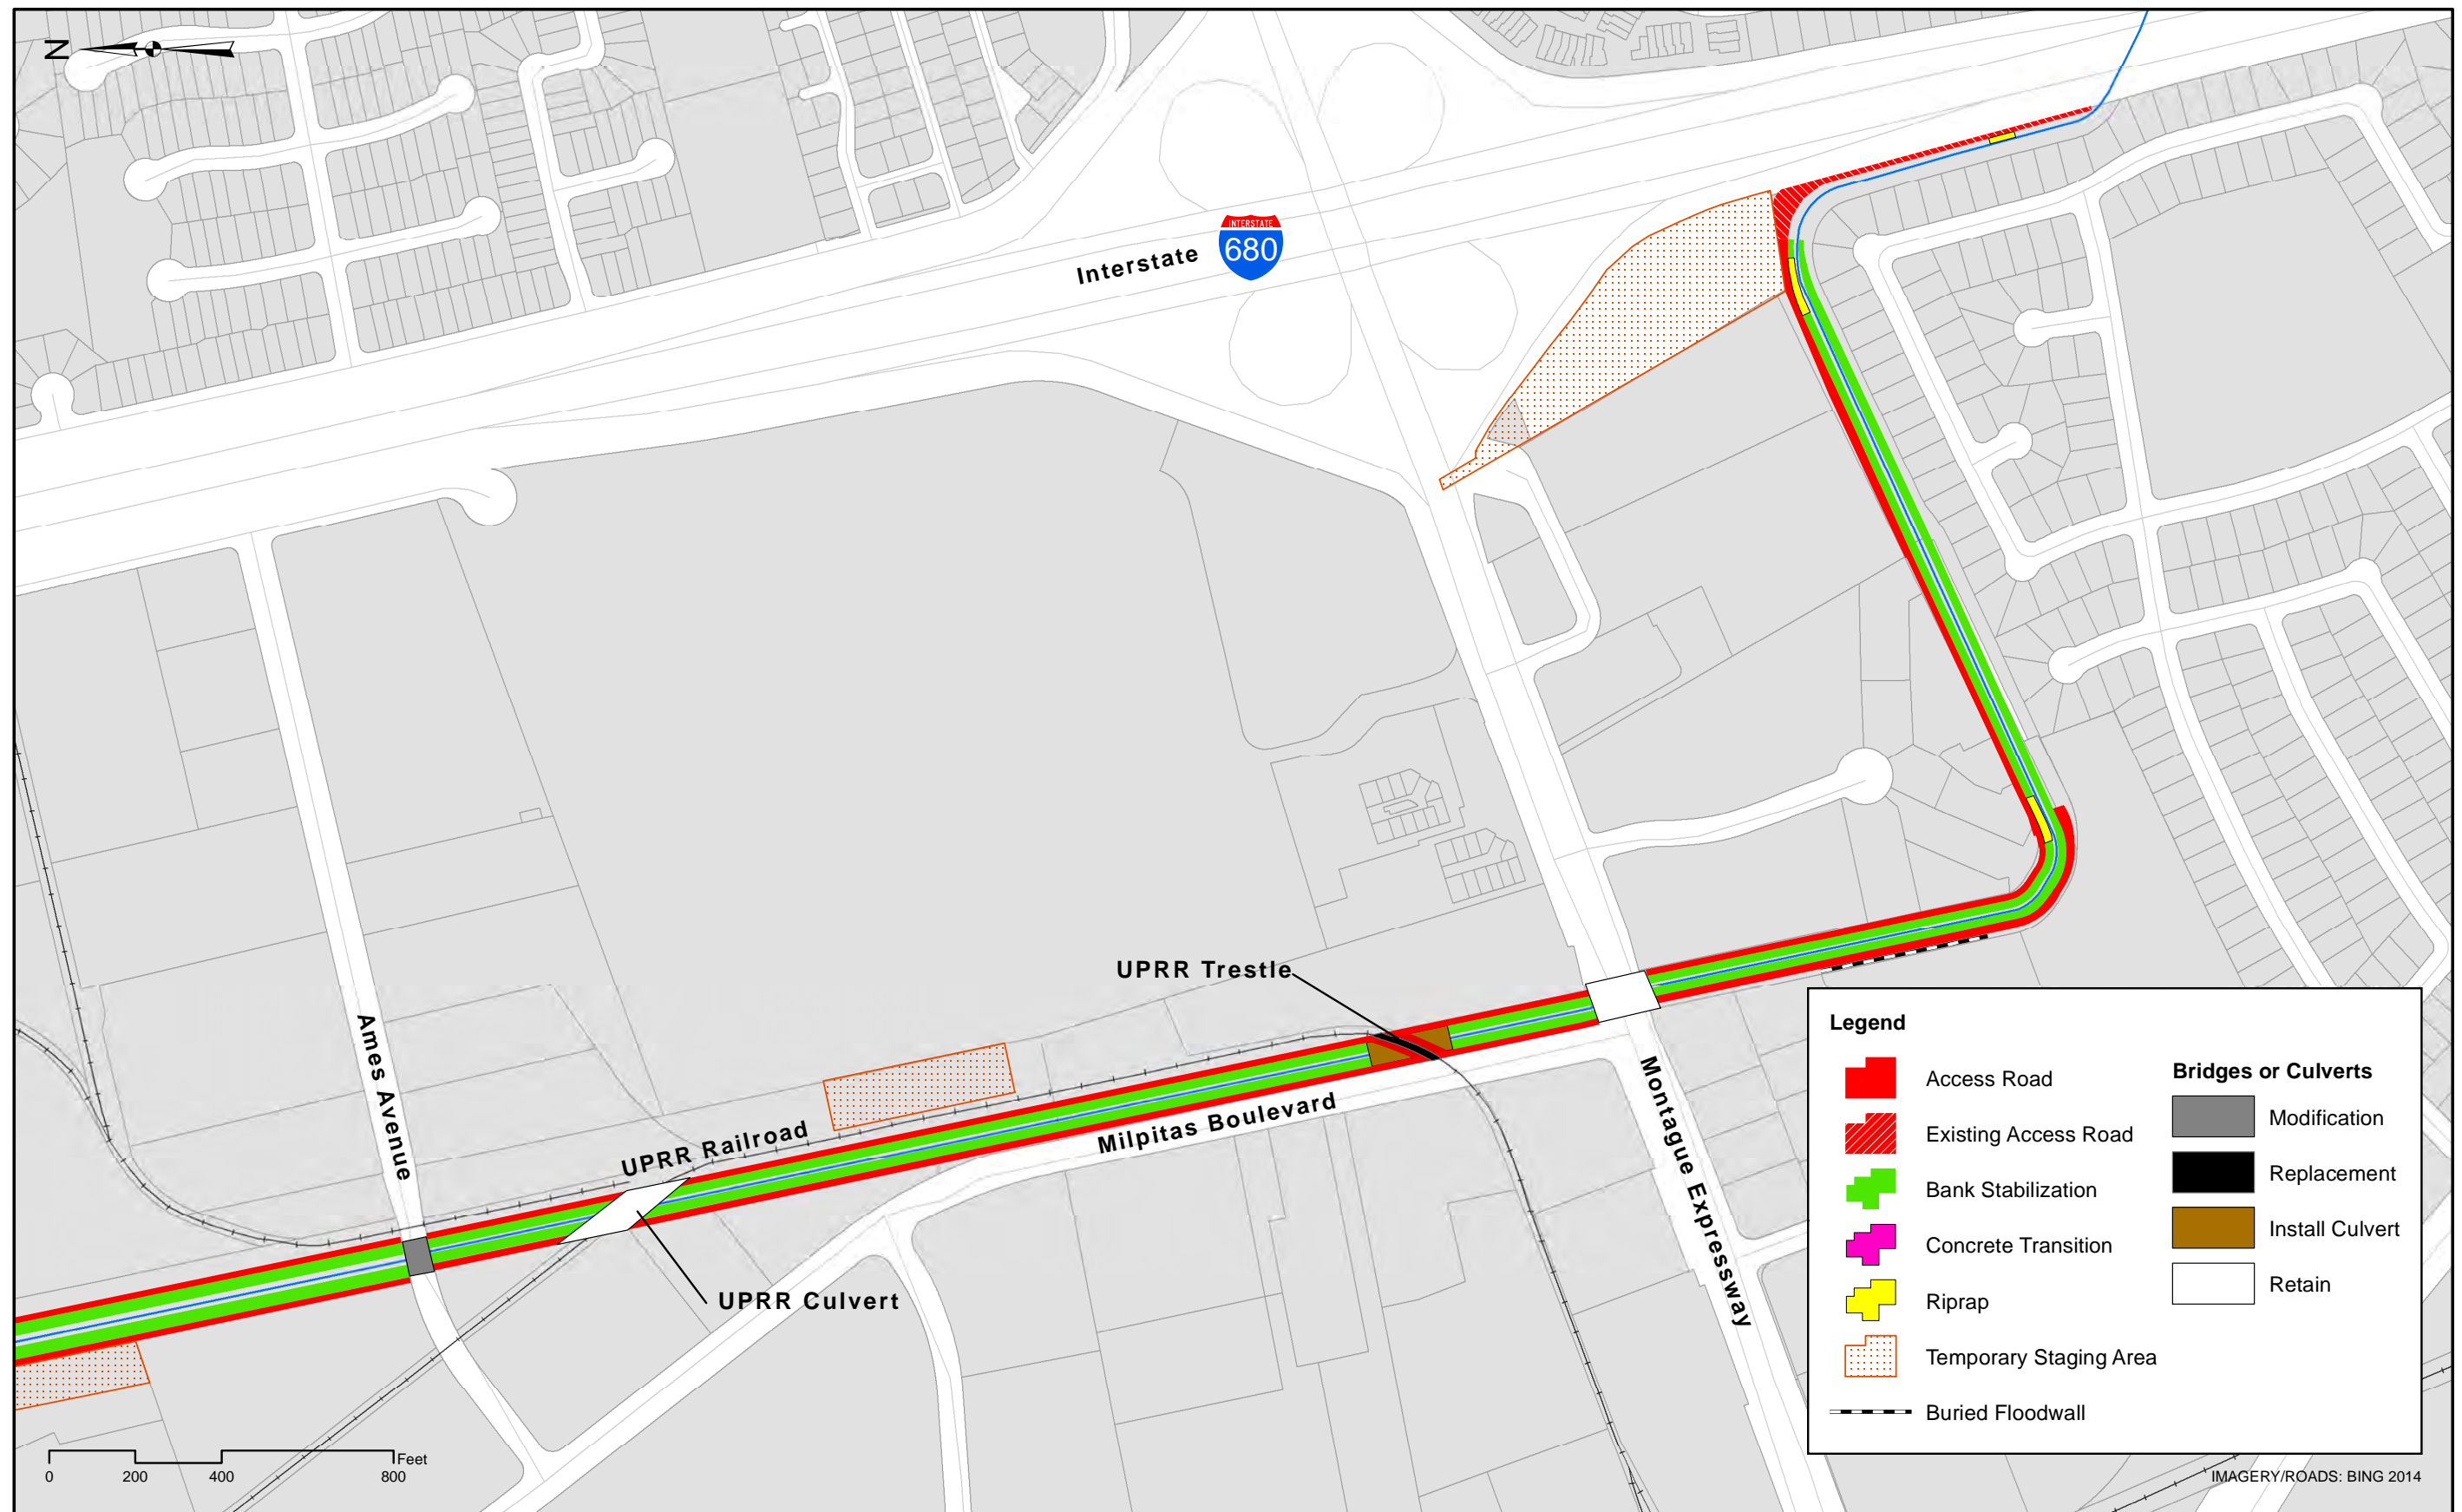 N
INTERSTATE
680
Interstate
UPRR Trestle
Ames Avenue
UPRR Railroad
Milpitas Boulevard
Montague Expressway
UPRR Culvert
Legend
Access Road
Existing Access Road
Bank Stabilization
Concrete Transition
Riprap
Temporary Staging Area
Buried Floodwall
Bridges or Culverts
Modification
Replacement
Install Culvert
Retain
Feet
0 200 400 800
IMAGERY/ROADS: BING 2014